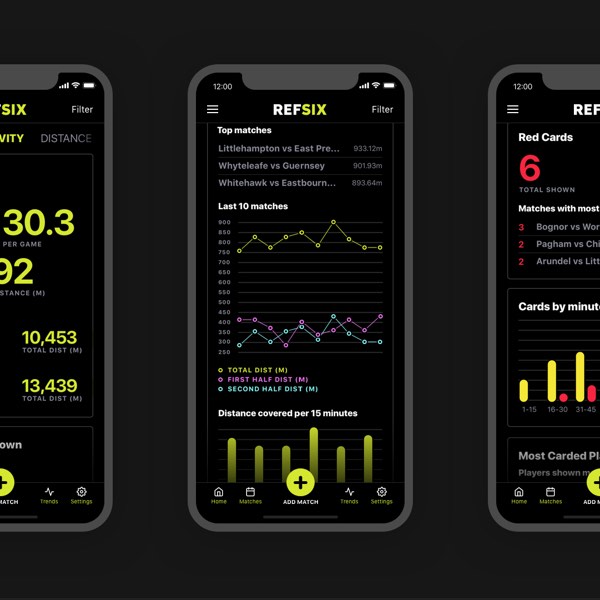 FSIX Filter
VITY DISTANCE
30.3
PER GAME
92
STANCE (M)
10,453
TOTAL DIST (M)
13,439
TOTAL DIST (M)
own
MATCH Trends Settings
12:00
REFSIX Filter
Top matches
Littlehampton vs East Pre... 933.12m
Whyteleafe vs Guernsey 901.93m
Whitehawk vs Eastbourn... 893.64m
Last 10 matches
900
850
800
750
700
650
600
550
500
450
400
350
300
250
TOTAL DIST (M)
FIRST HALF DIST (M)
SECOND HALF DIST (M)
Distance covered per 15 minutes
Home Matches ADD MATCH Trends Settings
12:00
REF
Red Cards
6
TOTAL SHOWN
Matches with most
3 Bognor vs Wor
2 Pagham vs Chi
2 Arundel vs Litt
Cards by minute
1-15 16-30 31-45
Most Carded Pla
Players shown m
Home Matches ADD M